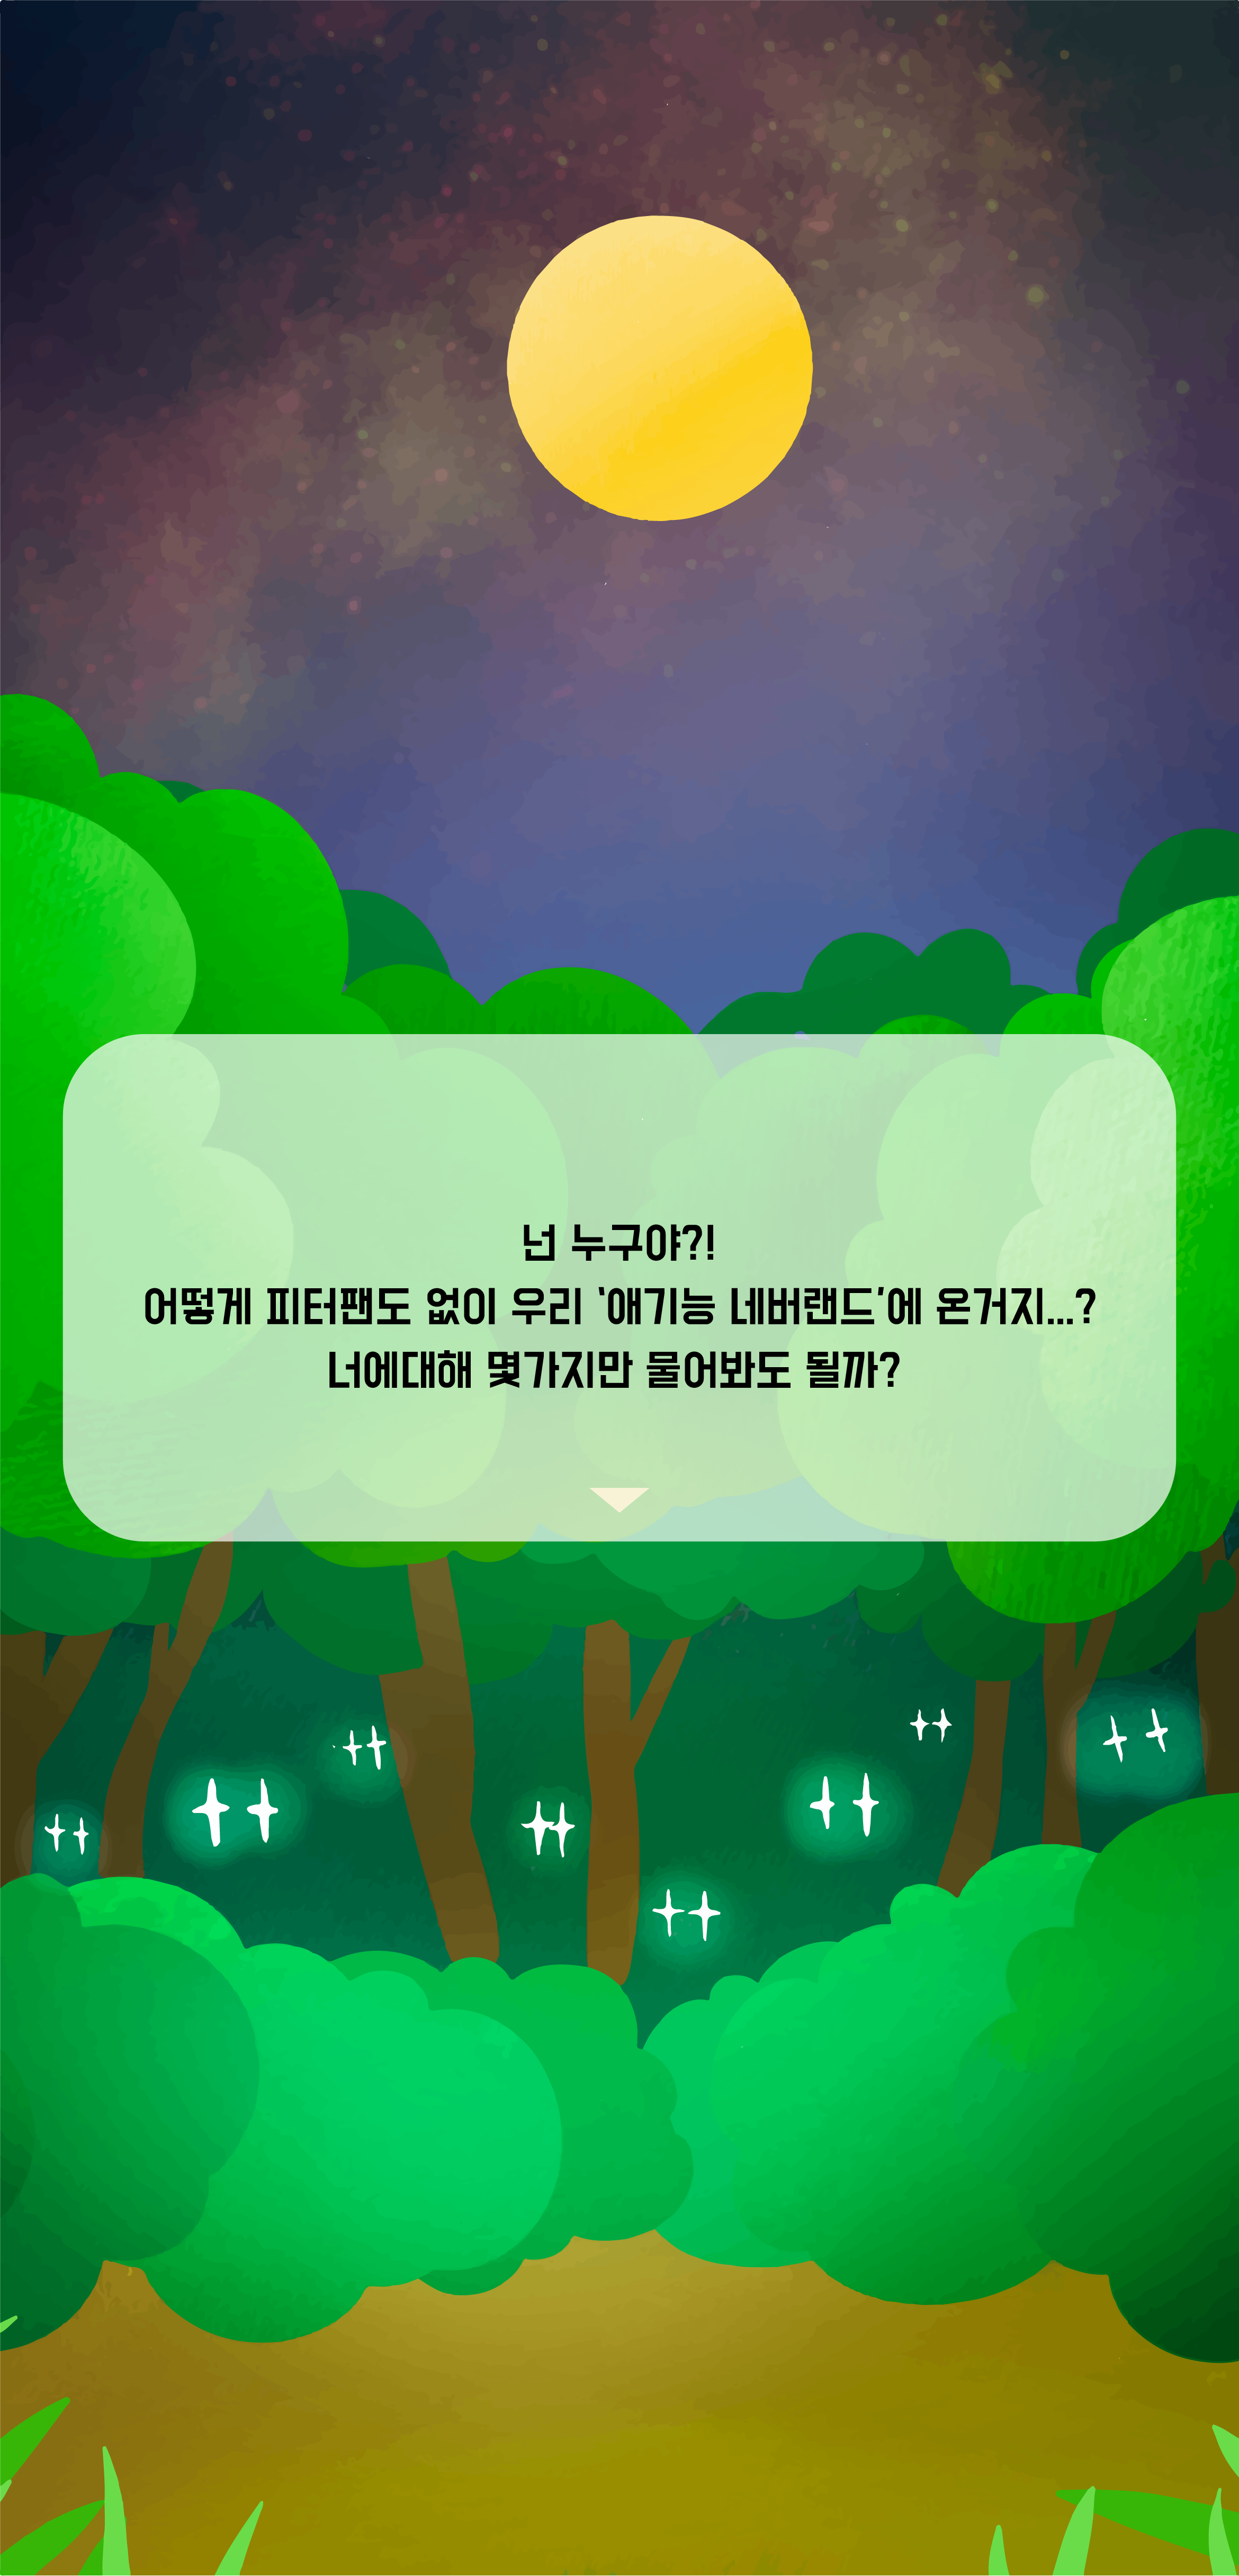 넌 누구야?!
어떻게 피터팬도 없이 우리 '애기능 네버랜드'에 온거지...?
너에대해 몇가지만 물어봐도 될까?